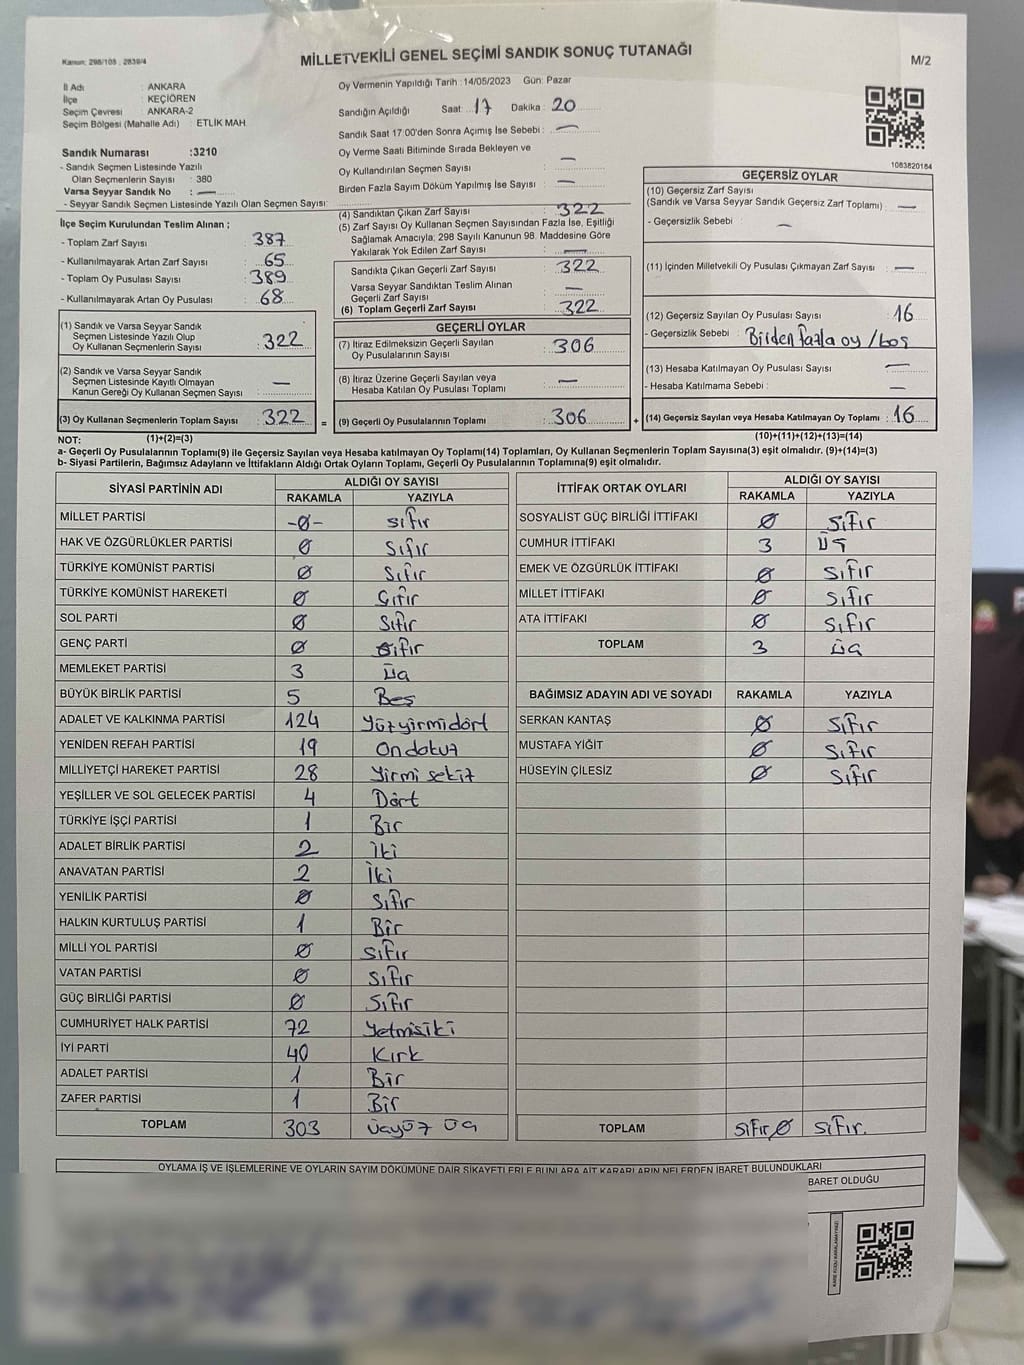 Kanun; 298/105 , 2839/4
MİLLETVEKİLİ GENEL SEÇİMİ SANDIK SONUÇ TUTANAĞI
M/2
İl Adı : ANKARA
İlçe : KEÇİÖREN
Seçim Çevresi : ANKARA-2
Seçim Bölgesi (Mahalle Adı) : ETLİK MAH.
Sandık Numarası :3210
- Sandık Seçmen Listesinde Yazılı
Olan Seçmenlerin Sayısı : 380
Varsa Seyyar Sandık No : —
- Seyyar Sandık Seçmen Listesinde Yazılı Olan Seçmen Sayısı:
Oy Vermenin Yapıldığı Tarih :14/05/2023 Gün: Pazar
Sandığın Açıldığı Saat: 17 Dakika : 20
Sandık Saat 17:00'den Sonra Açılmış İse Sebebi : —
Oy Verme Saati Bitiminde Sırada Bekleyen ve
Oy Kullandırılan Seçmen Sayısı : —
Birden Fazla Sayım Döküm Yapılmış İse Sayısı : —
1083820184
İlçe Seçim Kurulundan Teslim Alınan ;
- Toplam Zarf Sayısı : 387
- Kullanılmayarak Artan Zarf Sayısı : 65
- Toplam Oy Pusulası Sayısı : 389
- Kullanılmayarak Artan Oy Pusulası : 68
(4) Sandıktan Çıkan Zarf Sayısı : 322
(5) Zarf Sayısı Oy Kullanan Seçmen Sayısından Fazla İse, Eşitliği
Sağlamak Amacıyla; 298 Sayılı Kanunun 98. Maddesine Göre
Yakılarak Yok Edilen Zarf Sayısı : —
Sandıkta Çıkan Geçerli Zarf Sayısı : 322
Varsa Seyyar Sandıktan Teslim Alınan
Geçerli Zarf Sayısı : —
(6) Toplam Geçerli Zarf Sayısı : 322
GEÇERSİZ OYLAR
(10) Geçersiz Zarf Sayısı
(Sandık ve Varsa Seyyar Sandık Geçersiz Zarf Toplamı) : —
- Geçersizlik Sebebi : —
(11) İçinden Milletvekili Oy Pusulası Çıkmayan Zarf Sayısı : —
(12) Geçersiz Sayılan Oy Pusulası Sayısı : 16
- Geçersizlik Sebebi : Birden fazla oy / boş
(13) Hesaba Katılmayan Oy Pusulası Sayısı : —
- Hesaba Katılmama Sebebi : —
(1) Sandık ve Varsa Seyyar Sandık
Seçmen Listesinde Yazılı Olup
Oy Kullanan Seçmenlerin Sayısı : 322
(2) Sandık ve Varsa Seyyar Sandık
Seçmen Listesinde Kayıtlı Olmayan
Kanun Gereği Oy Kullanan Seçmen Sayısı : —
GEÇERLİ OYLAR
(7) İtiraz Edilmeksizin Geçerli Sayılan
Oy Pusulalarının Sayısı : 306
(8) İtiraz Üzerine Geçerli Sayılan veya
Hesaba Katılan Oy Pusulası Toplamı : —
(3) Oy Kullanan Seçmenlerin Toplam Sayısı : 322 = (9) Geçerli Oy Pusulalarının Toplamı : 306 + (14) Geçersiz Sayılan veya Hesaba Katılmayan Oy Toplamı : 16
NOT: (1)+(2)=(3) (10)+(11)+(12)+(13)=(14)
a- Geçerli Oy Pusulalarının Toplamı(9) ile Geçersiz Sayılan veya Hesaba katılmayan Oy Toplamı(14) Toplamları, Oy Kullanan Seçmenlerin Toplam Sayısına(3) eşit olmalıdır. (9)+(14)=(3)
b- Siyasi Partilerin, Bağımsız Adayların ve İttifakların Aldığı Ortak Oyların Toplamı, Geçerli Oy Pusulalarının Toplamına(9) eşit olmalıdır.
SİYASİ PARTİNİN ADI ALDIĞI OY SAYISI
RAKAMLA YAZIYLA
MİLLET PARTİSİ -0- sıfır
HAK VE ÖZGÜRLÜKLER PARTİSİ 0 Sıfır
TÜRKİYE KOMÜNİST PARTİSİ 0 Sıfır
TÜRKİYE KOMÜNİST HAREKETİ 0 Sıfır
SOL PARTİ 0 Sıfır
GENÇ PARTİ 0 Sıfır
MEMLEKET PARTİSİ 3 Üç
BÜYÜK BİRLİK PARTİSİ 5 Beş
ADALET VE KALKINMA PARTİSİ 124 Yüzyirmidört
YENİDEN REFAH PARTİSİ 19 Ondokuz
MİLLİYETÇİ HAREKET PARTİSİ 28 Yirmi sekiz
YEŞİLLER VE SOL GELECEK PARTİSİ 4 Dört
TÜRKİYE İŞÇİ PARTİSİ 1 Bir
ADALET BİRLİK PARTİSİ 2 İki
ANAVATAN PARTİSİ 2 İki
YENİLİK PARTİSİ 0 Sıfır
HALKIN KURTULUŞ PARTİSİ 1 Bir
MİLLİ YOL PARTİSİ 0 Sıfır
VATAN PARTİSİ 0 Sıfır
GÜÇ BİRLİĞİ PARTİSİ 0 Sıfır
CUMHURİYET HALK PARTİSİ 72 Yetmişiki
İYİ PARTİ 40 Kırk
ADALET PARTİSİ 1 Bir
ZAFER PARTİSİ 1 Bir
TOPLAM 303 Üçyüz üç
İTTİFAK ORTAK OYLARI ALDIĞI OY SAYISI
RAKAMLA YAZIYLA
SOSYALİST GÜÇ BİRLİĞİ İTTİFAKI 0 Sıfır
CUMHUR İTTİFAKI 3 Üç
EMEK VE ÖZGÜRLÜK İTTİFAKI 0 Sıfır
MİLLET İTTİFAKI 0 Sıfır
ATA İTTİFAKI 0 Sıfır
TOPLAM 3 üç
BAĞIMSIZ ADAYIN ADI VE SOYADI RAKAMLA YAZIYLA
SERKAN KANTAŞ 0 Sıfır
MUSTAFA YİĞİT 0 Sıfır
HÜSEYİN ÇİLESİZ 0 Sıfır
TOPLAM Sıfır 0 Sıfır.
OYLAMA İŞ VE İŞLEMLERİNE VE OYLARIN SAYIM DÖKÜMÜNE DAİR ŞİKAYETLERLE BUNLARA AİT KARARLARIN NELERDEN İBARET BULUNDUKLARI
BARET OLDUĞU